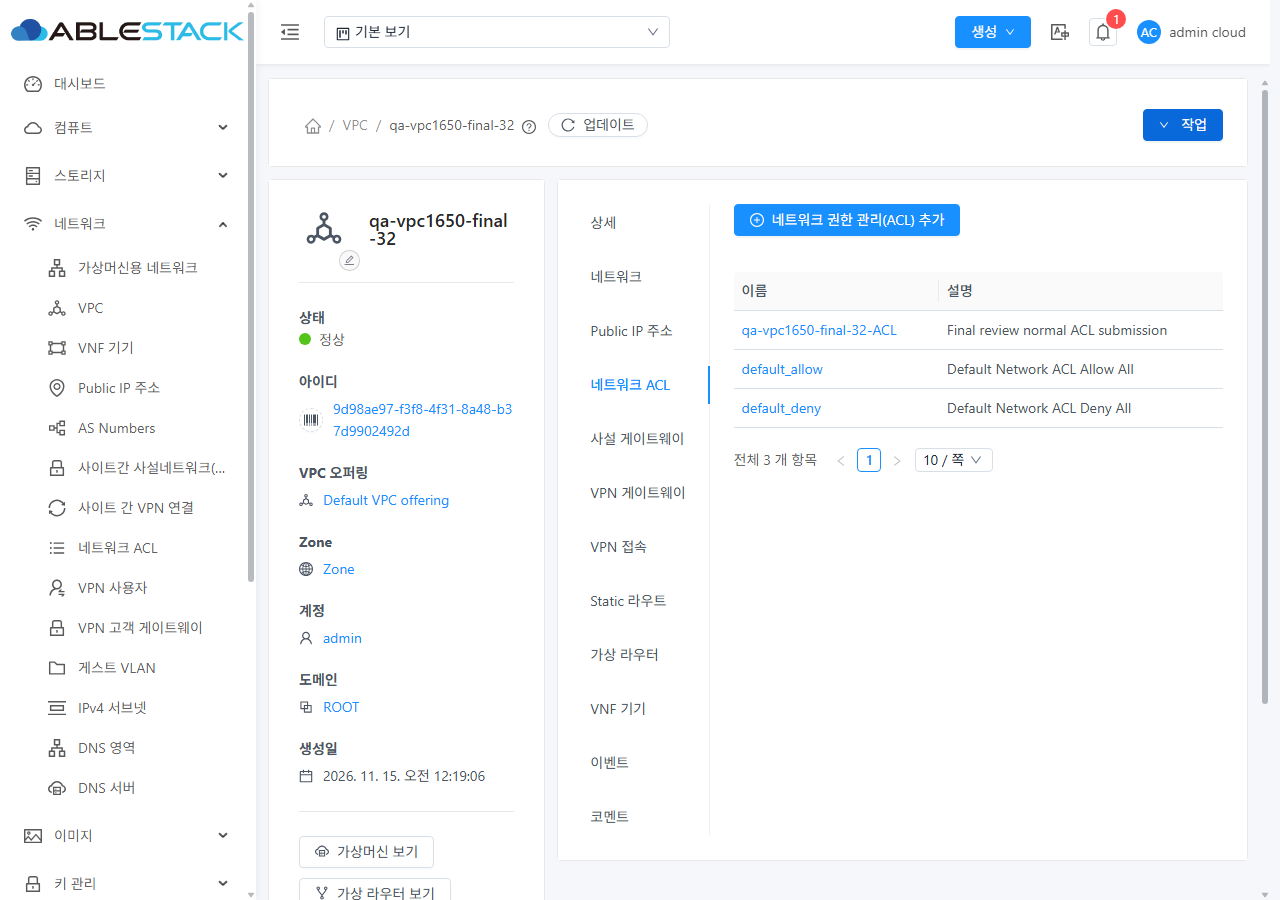 ABLESTACK
기본 보기
생성
1
AC
admin cloud
대시보드
컴퓨트
스토리지
네트워크
가상머신용 네트워크
VPC
VNF 기기
Public IP 주소
AS Numbers
사이트간 사설네트워크(...
사이트 간 VPN 연결
네트워크 ACL
VPN 사용자
VPN 고객 게이트웨이
게스트 VLAN
IPv4 서브넷
DNS 영역
DNS 서버
이미지
키 관리
/ VPC / qa-vpc1650-final-32
업데이트
작업
qa-vpc1650-final
-32
상태
정상
아이디
9d98ae97-f3f8-4f31-8a48-b3
7d9902492d
VPC 오퍼링
Default VPC offering
Zone
Zone
계정
admin
도메인
ROOT
생성일
2026. 11. 15. 오전 12:19:06
가상머신 보기
가상 라우터 보기
상세
네트워크
Public IP 주소
네트워크 ACL
사설 게이트웨이
VPN 게이트웨이
VPN 접속
Static 라우트
가상 라우터
VNF 기기
이벤트
코멘트
네트워크 권한 관리(ACL) 추가
이름 설명
qa-vpc1650-final-32-ACL Final review normal ACL submission
default_allow Default Network ACL Allow All
default_deny Default Network ACL Deny All
전체 3 개 항목 < 1 > 10 / 쪽